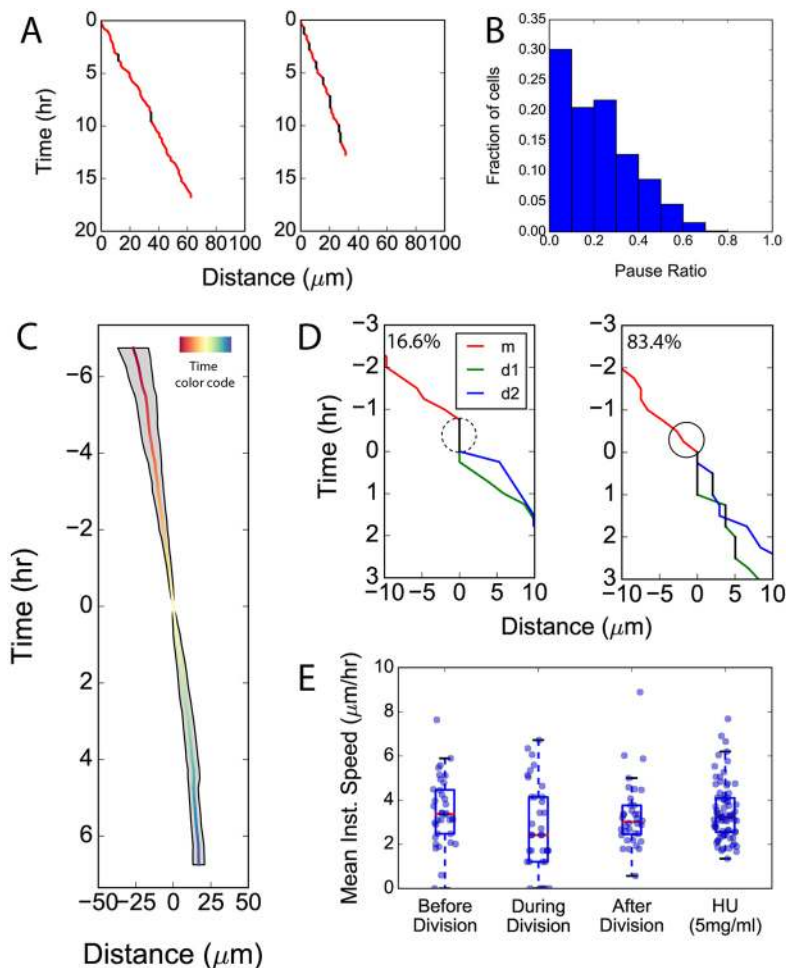 A
0
5
10
15
20
Time (hr)
0 20 40 60 80 100
0
5
10
15
20
0 20 40 60 80 100
Distance (μm)
B
0.35
0.30
0.25
0.20
0.15
0.10
0.05
0.00
Fraction of cells
0.0 0.2 0.4 0.6 0.8 1.0
Pause Ratio
C
Time
color code
−6
−4
−2
0
2
4
6
Time (hr)
−50 −25 0 25 50
Distance (μm)
D
−3
−2
−1
0
1
2
3
Time (hr)
16.6%
m
d1
d2
−10 −5 0 5 10
−3
−2
−1
0
1
2
3
83.4%
−10 −5 0 5 10
Distance (μm)
E
10
8
6
4
2
0
Mean Inst. Speed (μm/hr)
Before
Division
During
Division
After
Division
HU
(5mg/ml)